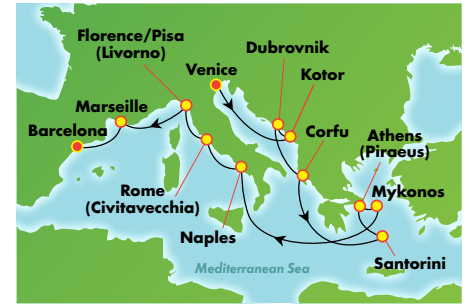 Florence/Pisa
(Livorno)
Dubrovnik
Venice
Kotor
Marseille
Barcelona
Corfu
Athens
(Piraeus)
Rome
(Civitavecchia)
Mykonos
Naples
Santorini
Mediterranean Sea